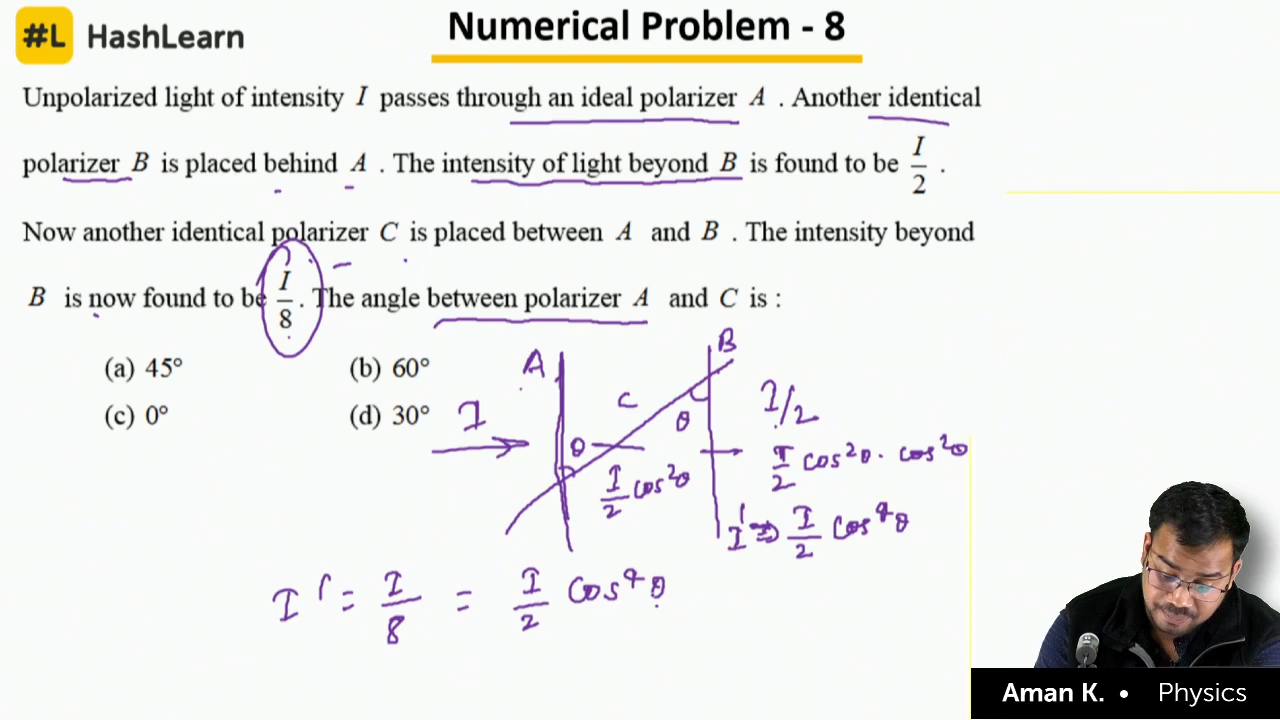 #L HashLearn
Numerical Problem - 8
Unpolarized light of intensity I passes through an ideal polarizer A . Another identical
polarizer B is placed behind A . The intensity of light beyond B is found to be I/2 .
Now another identical polarizer C is placed between A and B . The intensity beyond
B is now found to be I/8 . The angle between polarizer A and C is :
(a) 45° (b) 60°
(c) 0° (d) 30°
A
B
C
I
I/2
θ
θ
I/2 cos²θ
I/2 cos²θ . cos²θ
I' ⇒ I/2 cos⁴θ
I' = I/8 = I/2 cos⁴θ
Aman K. • Physics